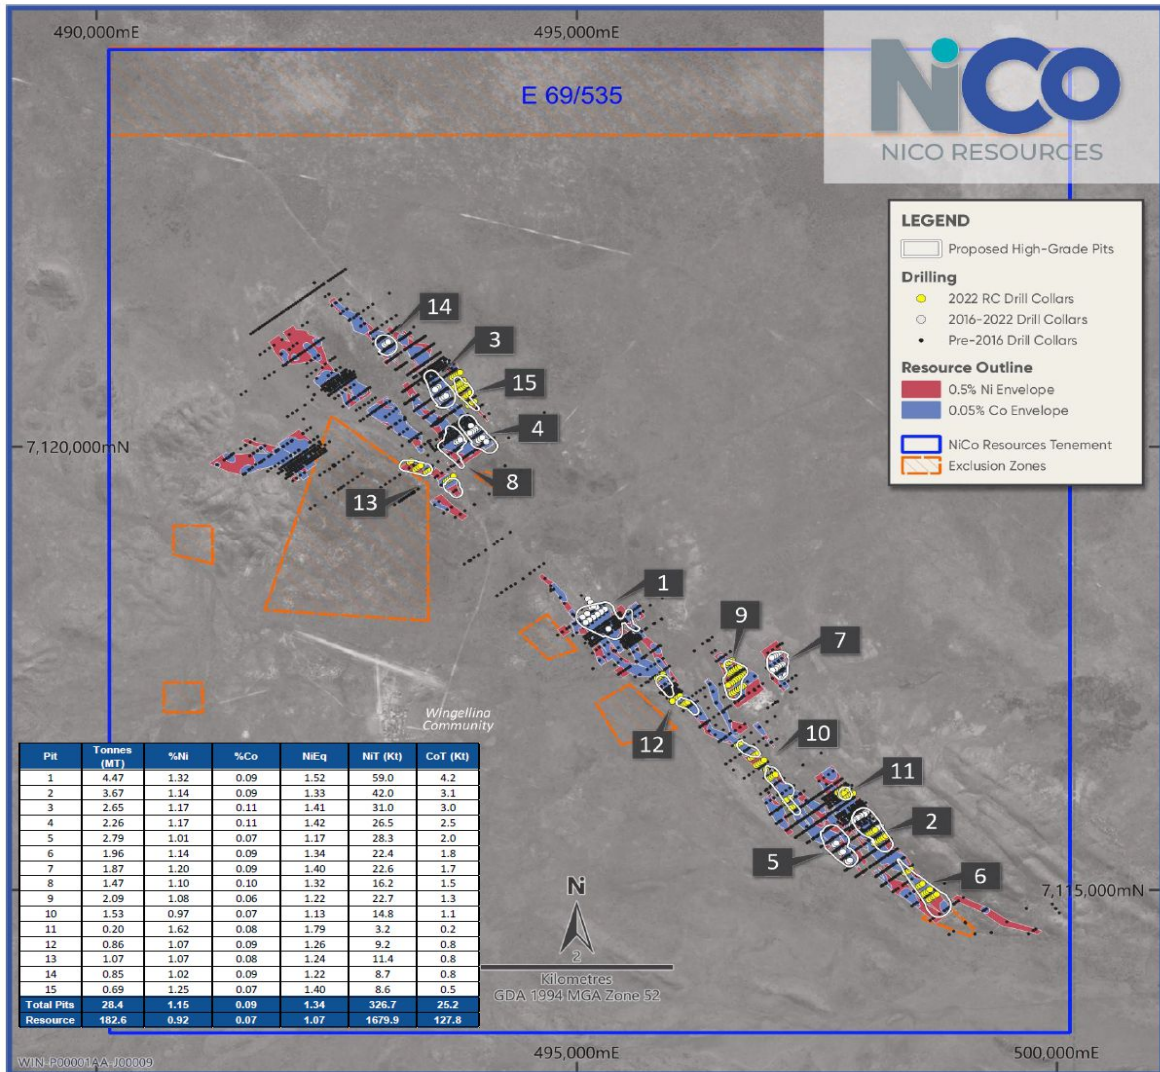 490,000mE
495,000mE
E 69/535
NiCo
NICO RESOURCES
LEGEND
Proposed High-Grade Pits
Drilling
2022 RC Drill Collars
2016-2022 Drill Collars
Pre-2016 Drill Collars
Resource Outline
0.5% Ni Envelope
0.05% Co Envelope
NiCo Resources Tenement
Exclusion Zones
14
3
15
7,120,000mN
4
8
13
1
9
7
Wingellina
Community
12
10
11
2
5
6
7,115,000mN
Pit Tonnes (MT) %Ni %Co NiEq NiT (Kt) CoT (Kt)
1 4.47 1.32 0.09 1.52 59.0 4.2
2 3.67 1.14 0.09 1.33 42.0 3.1
3 2.65 1.17 0.11 1.41 31.0 3.0
4 2.26 1.17 0.11 1.42 26.5 2.5
5 2.79 1.01 0.07 1.17 28.3 2.0
6 1.96 1.14 0.09 1.34 22.4 1.8
7 1.87 1.20 0.09 1.40 22.6 1.7
8 1.47 1.10 0.10 1.32 16.2 1.5
9 2.09 1.08 0.06 1.22 22.7 1.3
10 1.53 0.97 0.07 1.13 14.8 1.1
11 0.20 1.62 0.08 1.79 3.2 0.2
12 0.86 1.07 0.09 1.26 9.2 0.8
13 1.07 1.07 0.08 1.24 11.4 0.8
14 0.85 1.02 0.09 1.22 8.7 0.8
15 0.69 1.25 0.07 1.40 8.6 0.5
Total Pits 28.4 1.15 0.09 1.34 326.7 25.2
Resource 182.6 0.92 0.07 1.07 1679.9 127.8
N
2
Kilometres
GDA 1994 MGA Zone 52
WIN-P00001AA-J00009
495,000mE
500,000mE